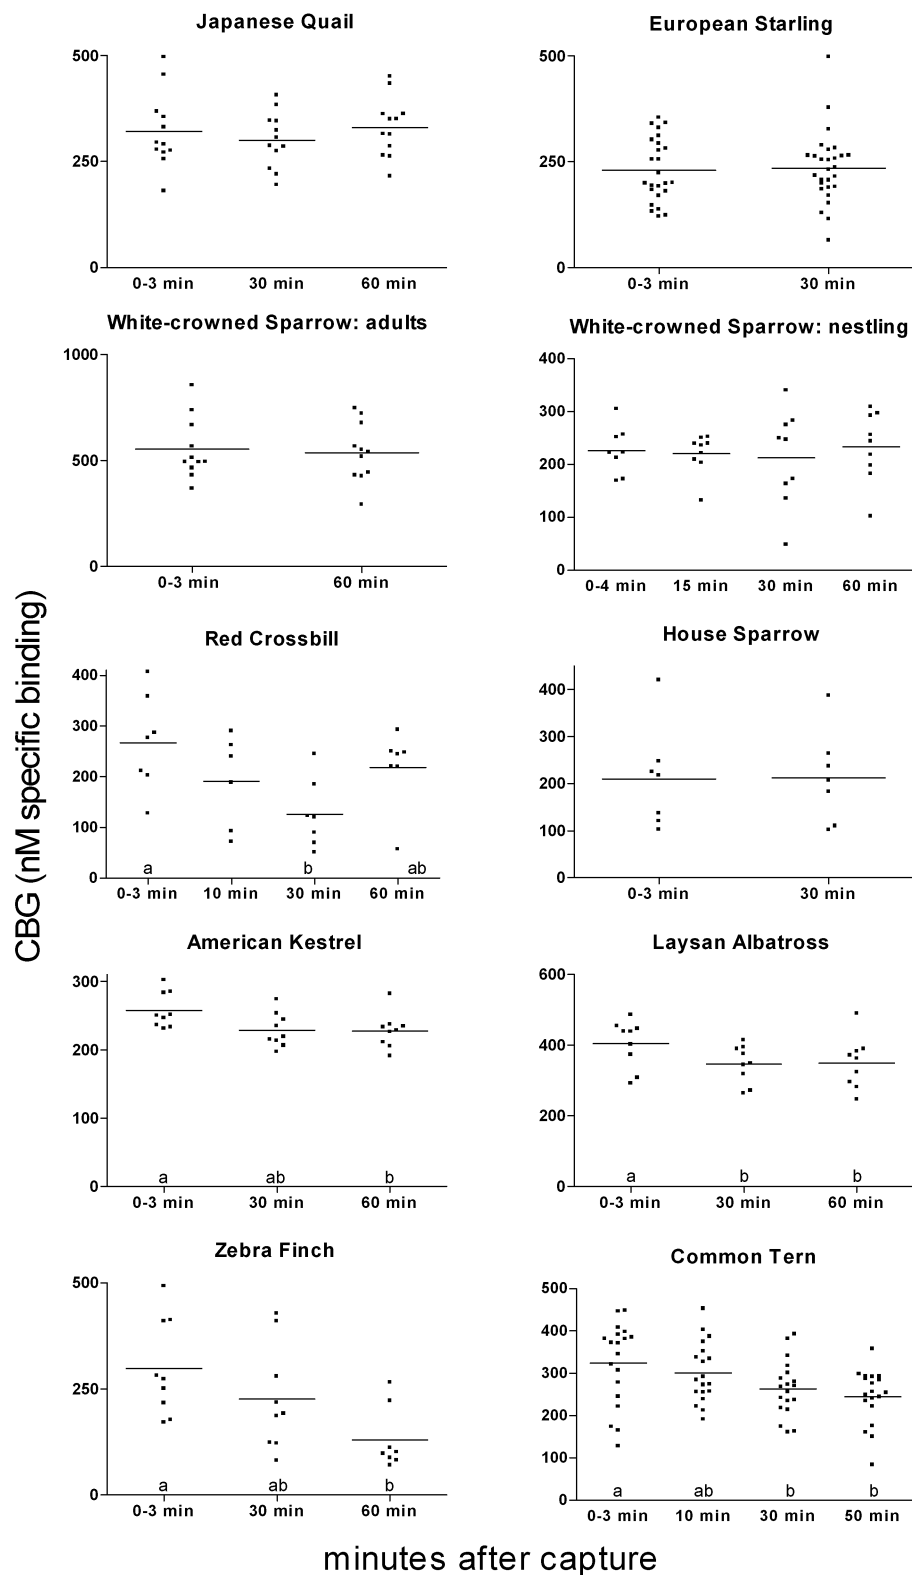 Japanese Quail
500
250
0
0-3 min 30 min 60 min
European Starling
500
250
0
0-3 min 30 min
White-crowned Sparrow: adults
1000
500
0
0-3 min 60 min
White-crowned Sparrow: nestling
400
300
200
100
0
0-4 min 15 min 30 min 60 min
CBG (nM specific binding)
Red Crossbill
400
300
200
100
0
a b ab
0-3 min 10 min 30 min 60 min
House Sparrow
400
300
200
100
0
0-3 min 30 min
American Kestrel
300
200
100
0
a ab b
0-3 min 30 min 60 min
Laysan Albatross
600
400
200
0
a b b
0-3 min 30 min 60 min
Zebra Finch
500
250
0
a ab b
0-3 min 30 min 60 min
Common Tern
500
400
300
200
100
0
a ab b b
0-3 min 10 min 30 min 50 min
minutes after capture